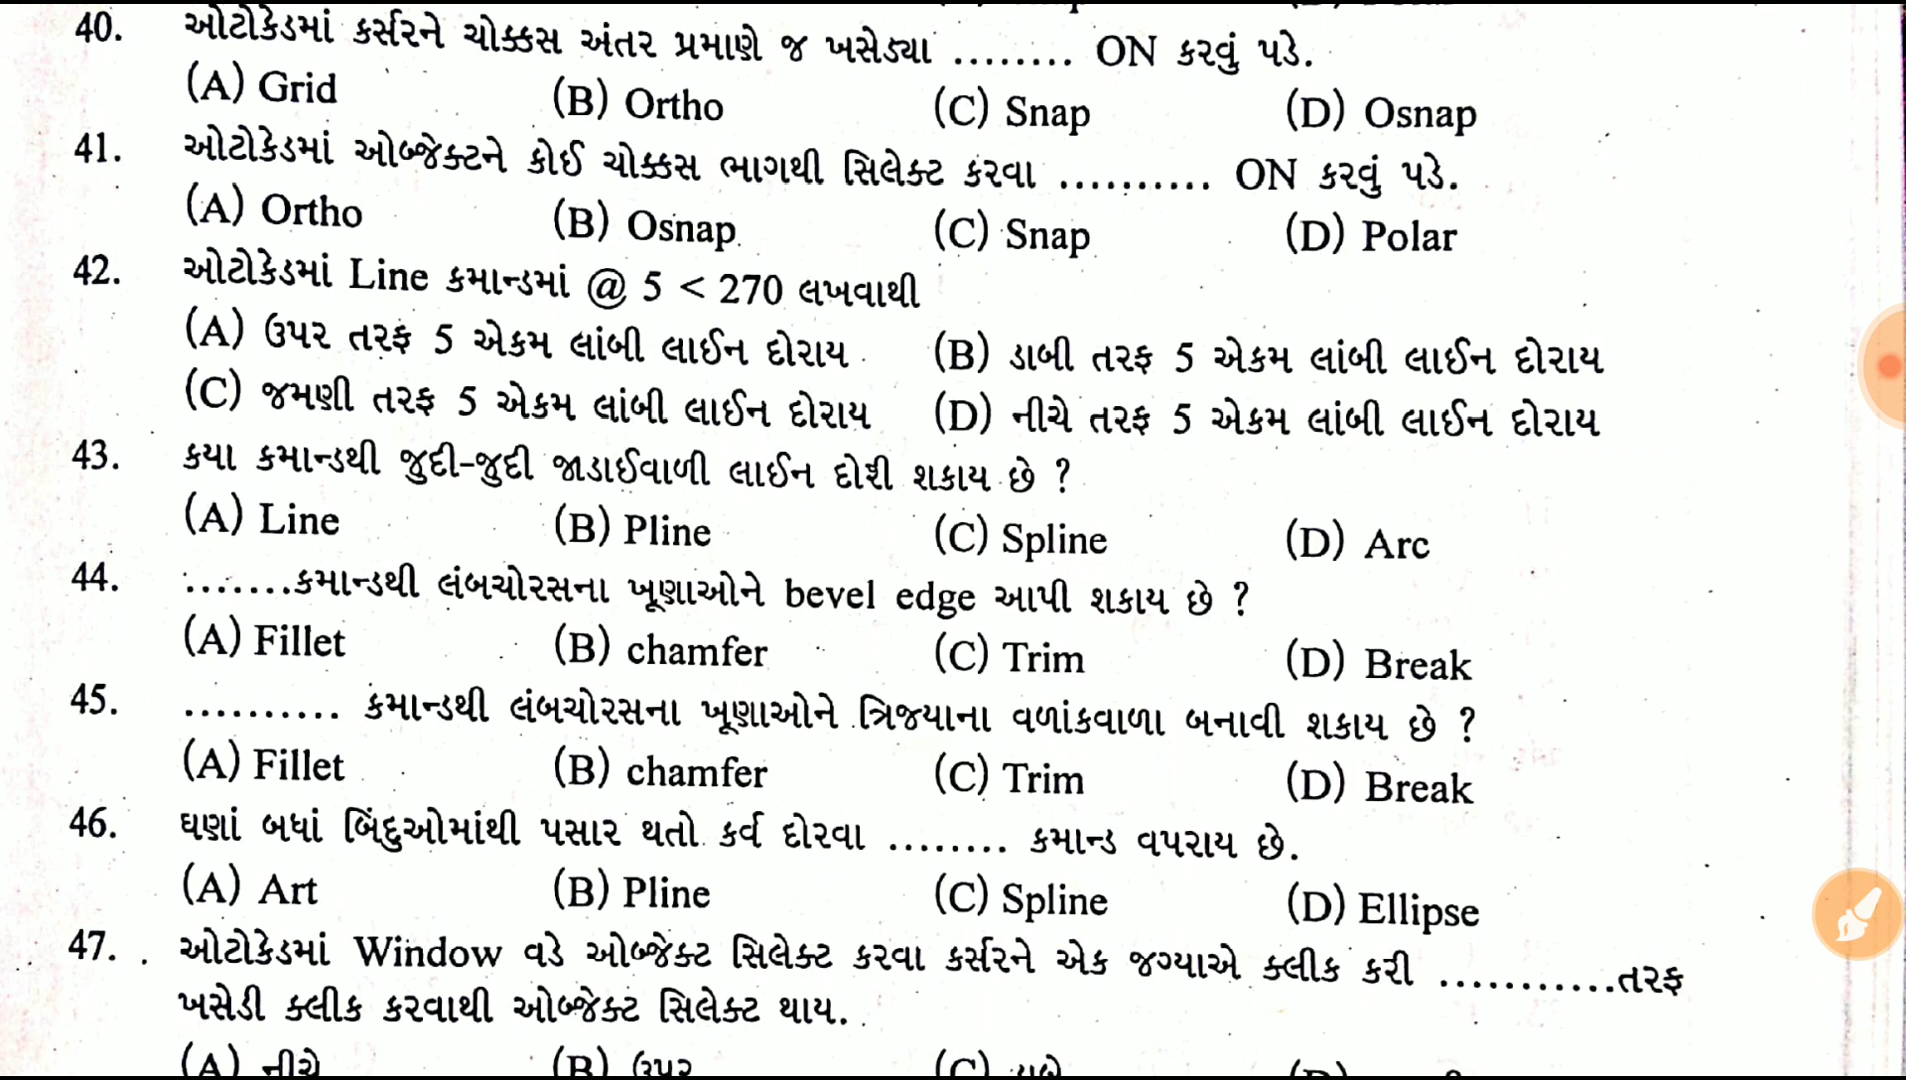 40. ઓટોકેડમાં કર્સરને ચોક્કસ અંતર પ્રમાણે જ ખસેડ્યા ........ ON કરવું પડે.
(A) Grid (B) Ortho (C) Snap (D) Osnap
41. ઓટોકેડમાં ઓબ્જેક્ટને કોઈ ચોક્કસ ભાગથી સિલેક્ટ કરવા .......... ON કરવું પડે.
(A) Ortho (B) Osnap (C) Snap (D) Polar
42. ઓટોકેડમાં Line કમાન્ડમાં @ 5 < 270 લખવાથી
(A) ઉપર તરફ 5 એકમ લાંબી લાઈન દોરાય (B) ડાબી તરફ 5 એકમ લાંબી લાઈન દોરાય
(C) જમણી તરફ 5 એકમ લાંબી લાઈન દોરાય (D) નીચે તરફ 5 એકમ લાંબી લાઈન દોરાય
43. કયા કમાન્ડથી જુદી-જુદી જાડાઈવાળી લાઈન દોરી શકાય છે ?
(A) Line (B) Pline (C) Spline (D) Arc
44. .......કમાન્ડથી લંબચોરસના ખૂણાઓને bevel edge આપી શકાય છે ?
(A) Fillet (B) chamfer (C) Trim (D) Break
45. .......... કમાન્ડથી લંબચોરસના ખૂણાઓને ત્રિજયાના વળાંકવાળા બનાવી શકાય છે ?
(A) Fillet (B) chamfer (C) Trim (D) Break
46. ઘણાં બધાં બિંદુઓમાંથી પસાર થતો કર્વ દોરવા ........ કમાન્ડ વપરાય છે.
(A) Art (B) Pline (C) Spline (D) Ellipse
47. ઓટોકેડમાં Window વડે ઓબ્જેક્ટ સિલેક્ટ કરવા કર્સરને એક જગ્યાએ ક્લીક કરી ...........તરફ
ખસેડી ક્લીક કરવાથી ઓબ્જેક્ટ સિલેક્ટ થાય.
(A) નીચે (B) ઉપર (C)